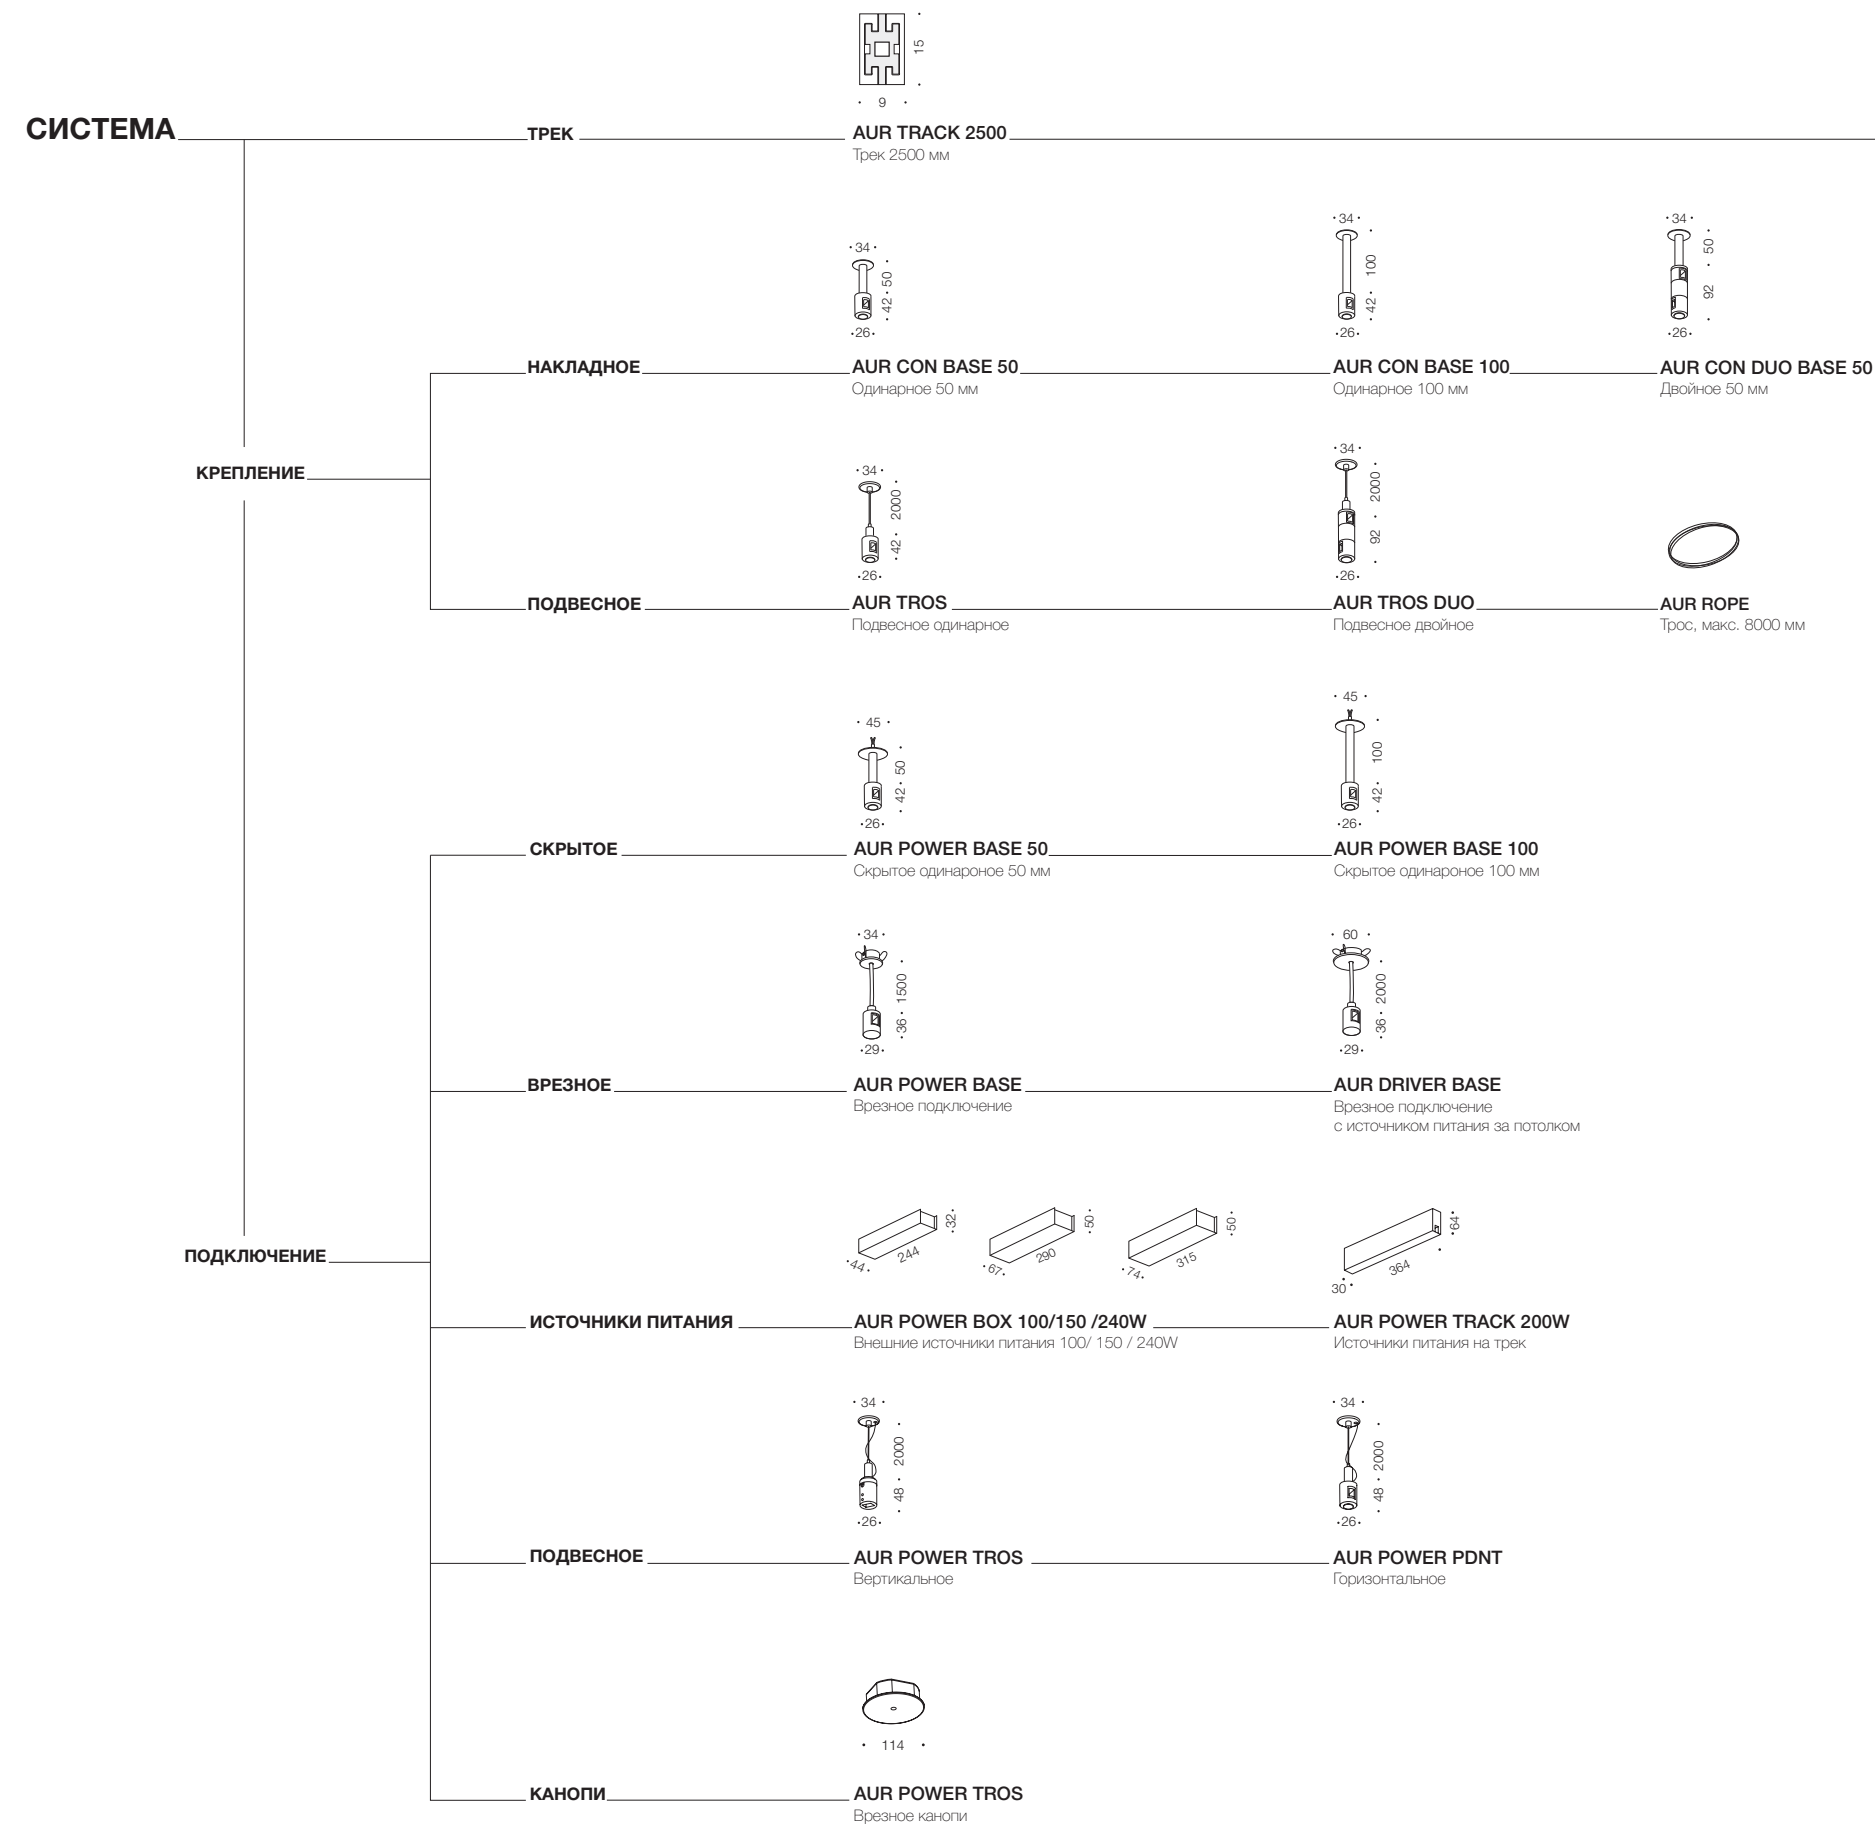 15
9
СИСТЕМА
ТРЕК
AUR TRACK 2500
Трек 2500 мм
34
50
42
26
34
100
42
26
34
50
92
26
НАКЛАДНОЕ
AUR CON BASE 50
Одинарное 50 мм
AUR CON BASE 100
Одинарное 100 мм
AUR CON DUO BASE 50
Двойное 50 мм
КРЕПЛЕНИЕ
34
2000
42
26
34
2000
92
26
ПОДВЕСНОЕ
AUR TROS
Подвесное одинарное
AUR TROS DUO
Подвесное двойное
AUR ROPE
Трос, макс. 8000 мм
45
50
42
26
45
100
42
26
СКРЫТОЕ
AUR POWER BASE 50
Скрытое одинароное 50 мм
AUR POWER BASE 100
Скрытое одинароное 100 мм
34
1500
36
29
60
2000
36
29
ВРЕЗНОЕ
AUR POWER BASE
Врезное подключение
AUR DRIVER BASE
Врезное подключение
с источником питания за потолком
ПОДКЛЮЧЕНИЕ
32
244
44
50
290
67
50
315
74
64
364
30
ИСТОЧНИКИ ПИТАНИЯ
AUR POWER BOX 100/150 /240W
Внешние источники питания 100/ 150 / 240W
AUR POWER TRACK 200W
Источники питания на трек
34
2000
48
26
34
2000
48
26
ПОДВЕСНОЕ
AUR POWER TROS
Вертикальное
AUR POWER PDNT
Горизонтальное
114
КАНОПИ
AUR POWER TROS
Врезное канопи